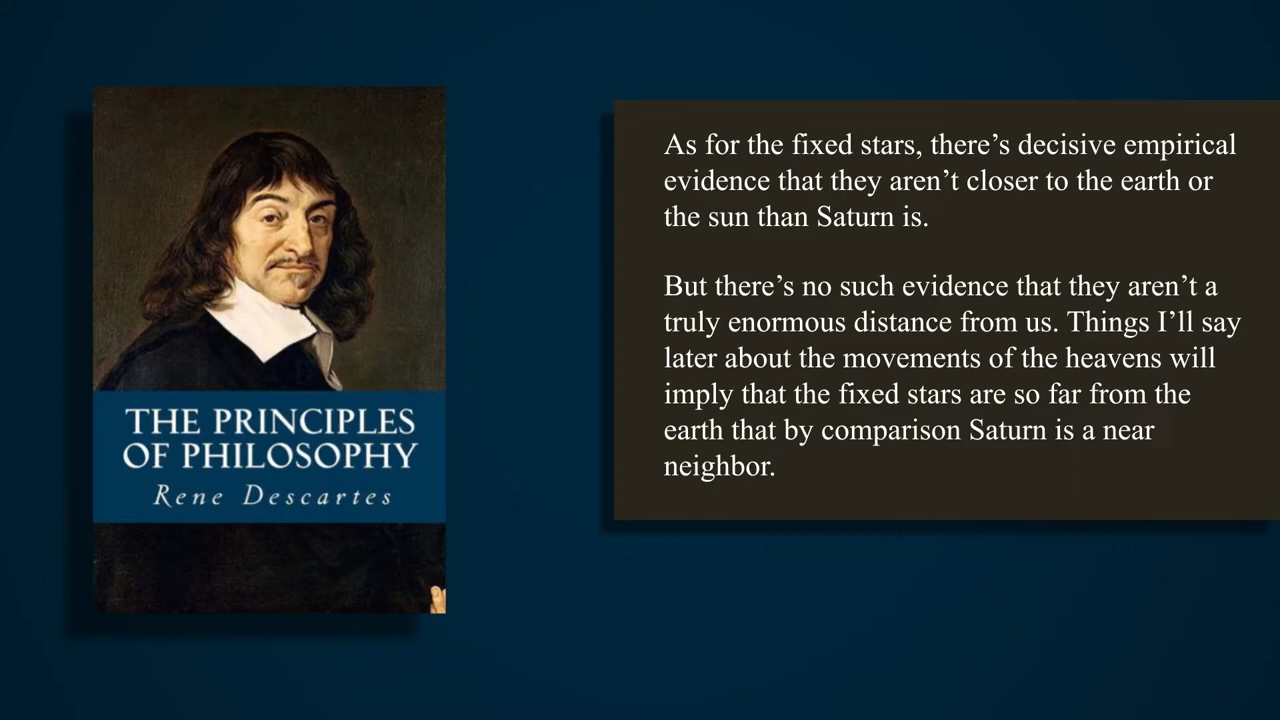 THE PRINCIPLES
OF PHILOSOPHY
Rene Descartes
As for the fixed stars, there’s decisive empirical
evidence that they aren’t closer to the earth or
the sun than Saturn is.
But there’s no such evidence that they aren’t a
truly enormous distance from us. Things I’ll say
later about the movements of the heavens will
imply that the fixed stars are so far from the
earth that by comparison Saturn is a near
neighbor.